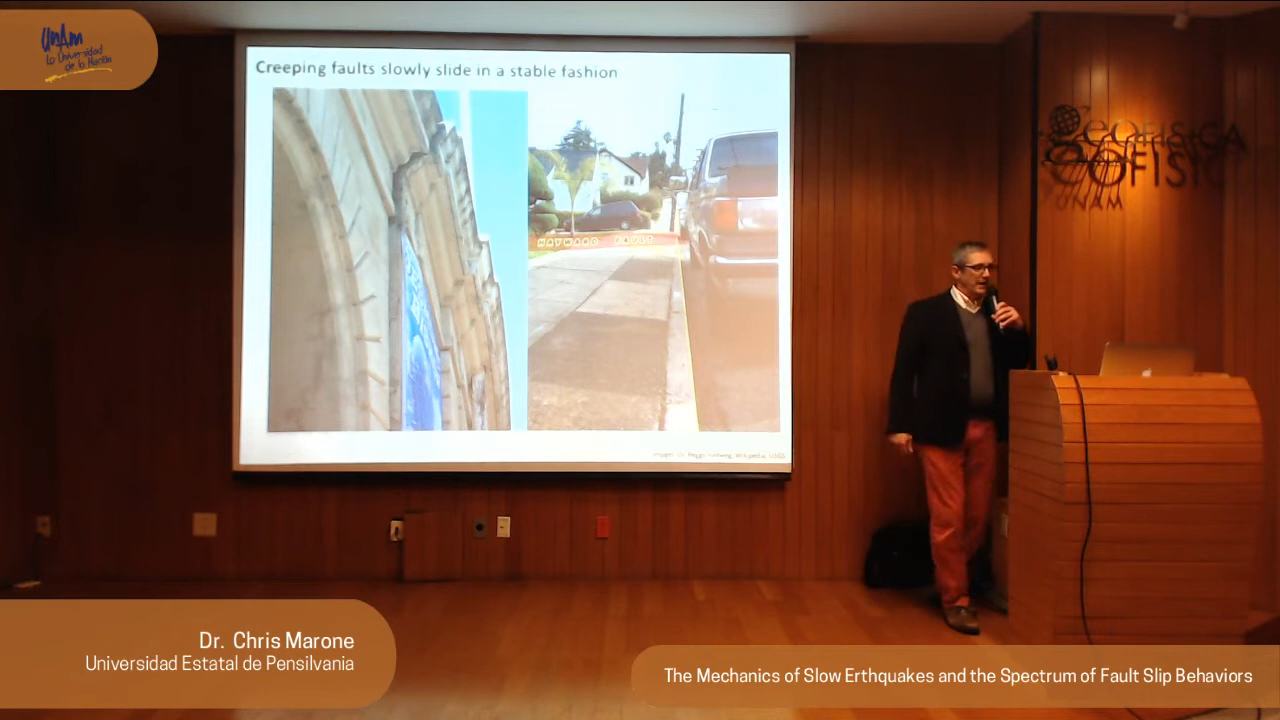 UNAM
La Universidad
de la Nación
Creeping faults slowly slide in a stable fashion
HAYWARD FAULT
GEOFISICA
UNAM
Dr. Chris Marone
Universidad Estatal de Pensilvania
The Mechanics of Slow Erthquakes and the Spectrum of Fault Slip Behaviors